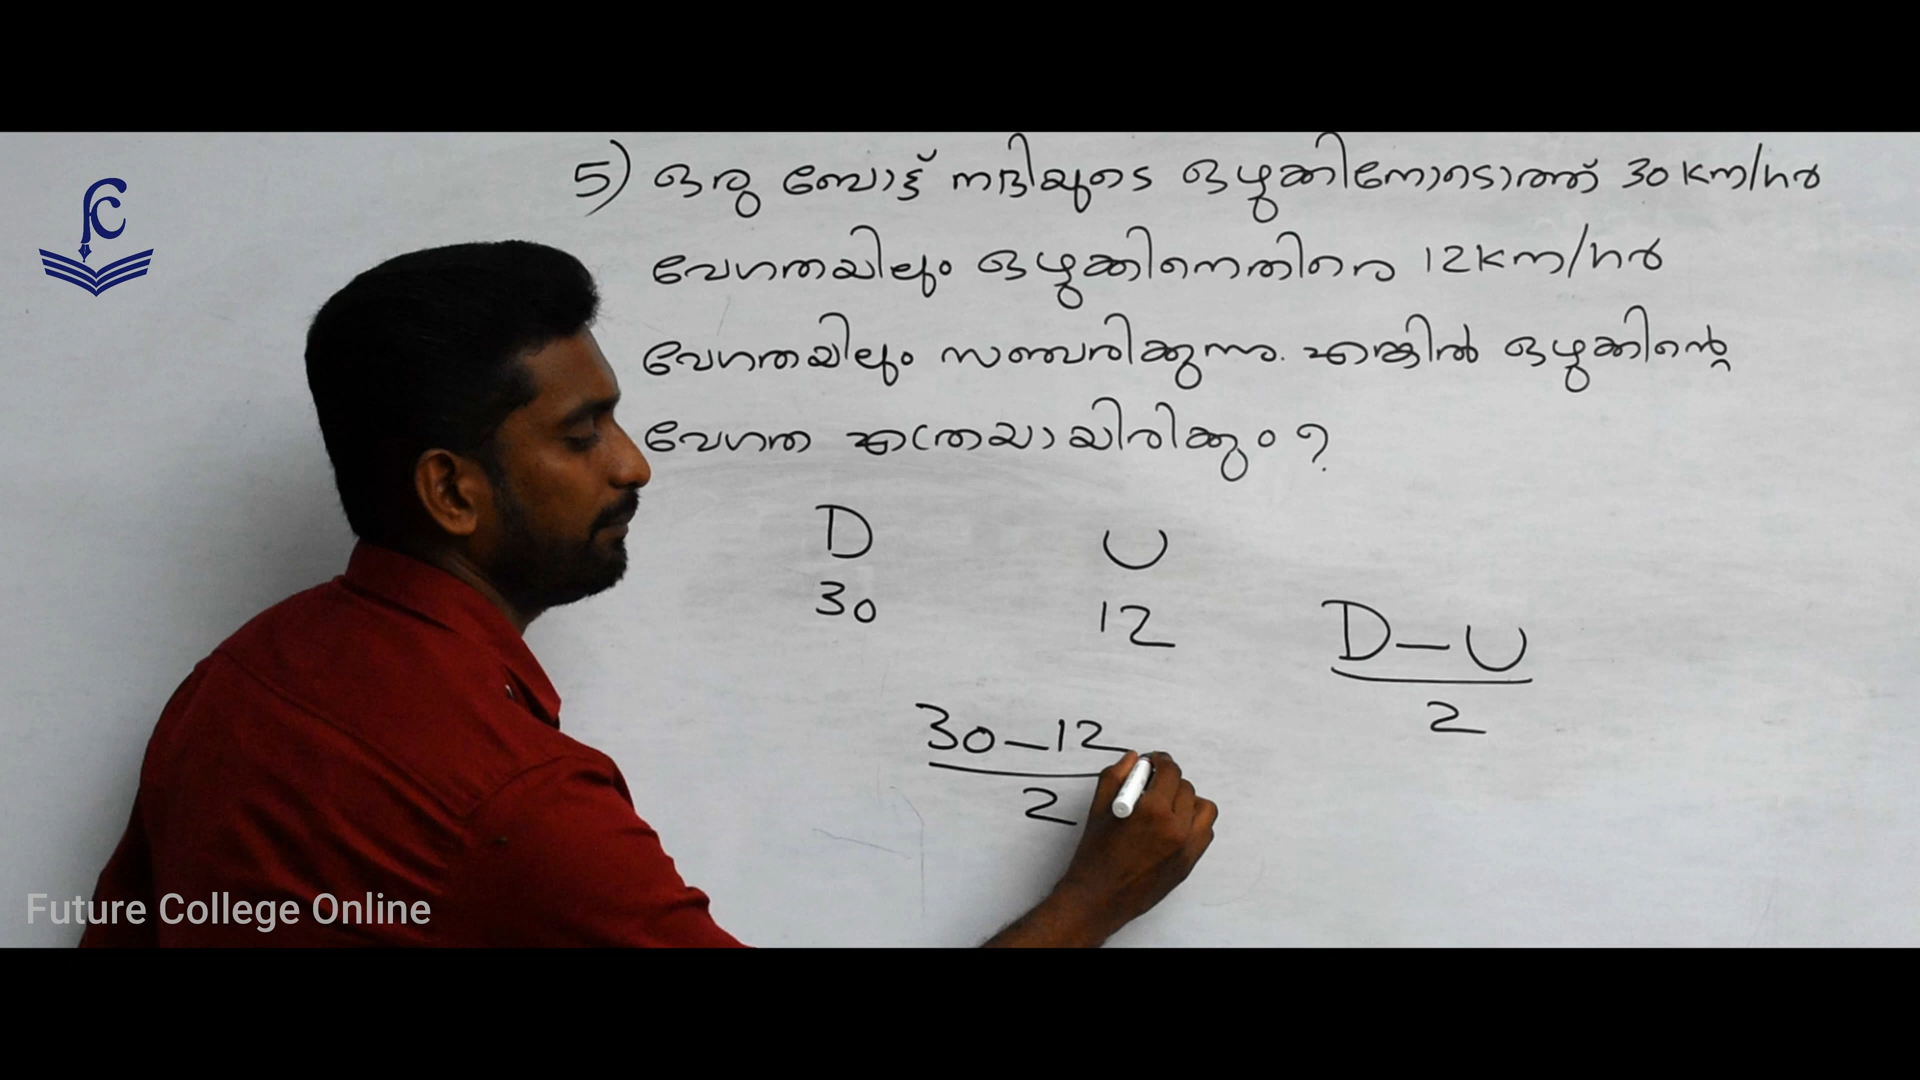 5) ഒരു ബോട്ട് നദിയുടെ ഒഴുക്കിനോടൊത്ത് 30 Km/hr
വേഗതയിലും ഒഴുക്കിനെതിരെ 12 Km/hr
വേഗതയിലും സഞ്ചരിക്കുന്നു. എങ്കിൽ ഒഴുക്കിന്റെ
വേഗത എത്രയായിരിക്കും ?
D U
30 12
D-U
2
30-12
2
fc
Future College Online